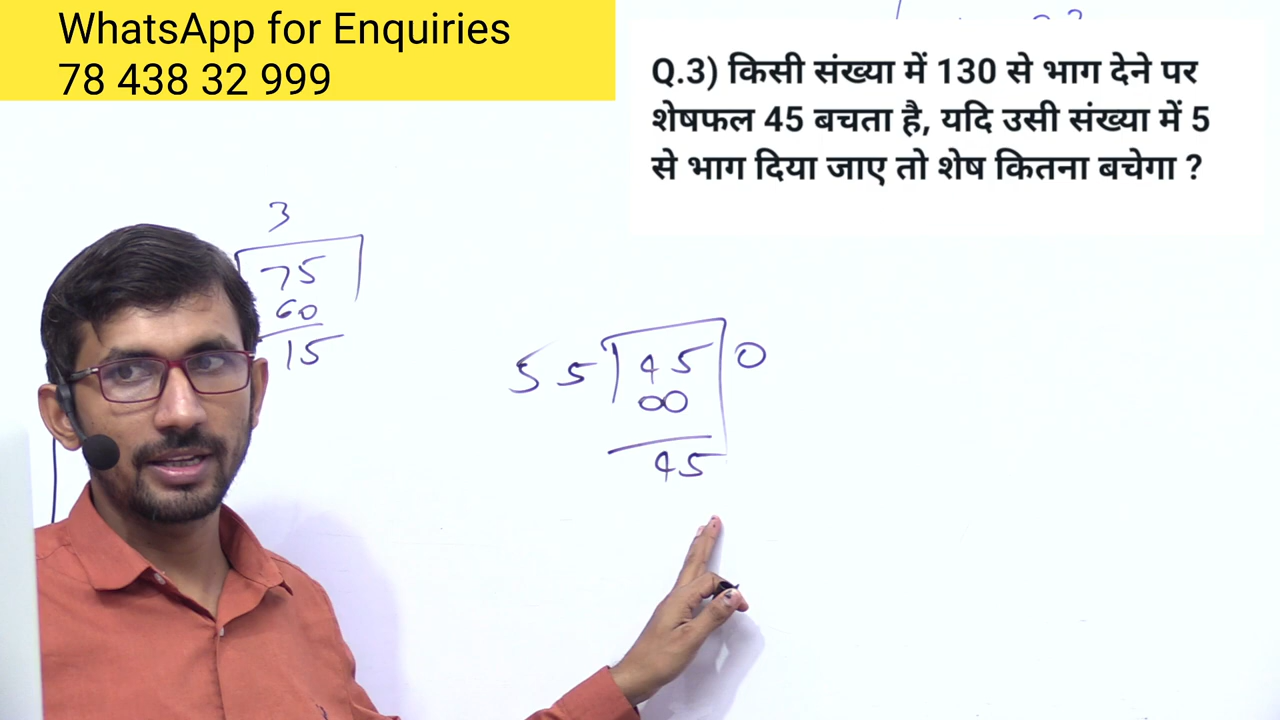 WhatsApp for Enquiries
78 438 32 999
Q.3) किसी संख्या में 130 से भाग देने पर
शेषफल 45 बचता है, यदि उसी संख्या में 5
से भाग दिया जाए तो शेष कितना बचेगा ?
3
75
60
15
55 45 0
00
45